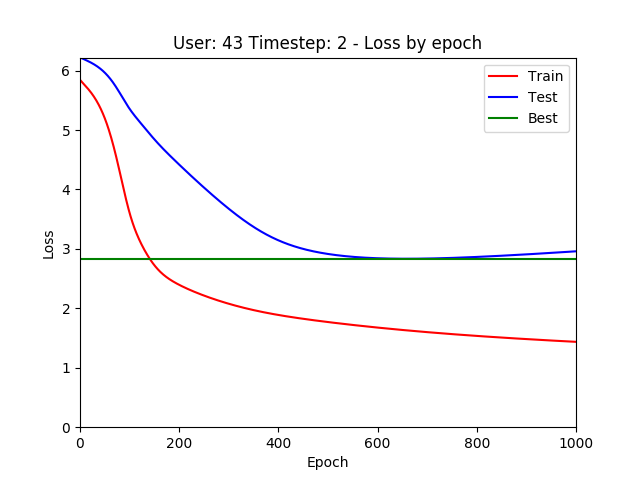 User: 43 Timestep: 2 - Loss by epoch
6
5
4
3
2
1
0
Loss
Train
Test
Best
0 200 400 600 800 1000
Epoch